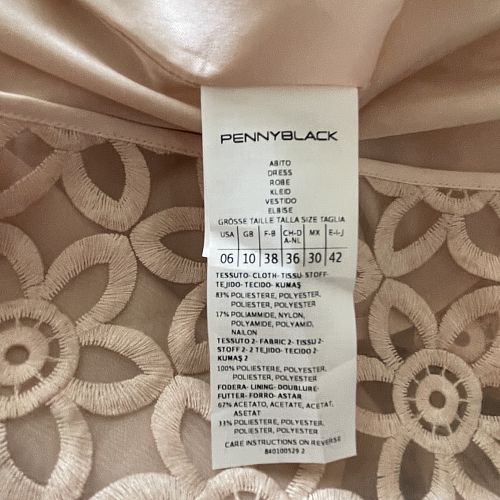 PENNYBLACK
ABITO
DRESS
ROBE
KLEID
VESTIDO
ELBISE
GRÖSSE TAILLE TALLA SIZE TAGLIA
USA GB F-B CH-D A-NL MX E-I-J
06 10 38 36 30 42
TESSUTO-CLOTH-TISSU-STOFF-
TEJIDO-TECIDO-KUMAŞ
83% POLIESTERE, POLYESTER,
POLIESTER, POLYESTER
17% POLIAMMIDE, NYLON,
POLYAMIDE, POLYAMID,
NAILON
TESSUTO 2- FABRIC 2- TISSU 2-
STOFF 2- 2 TEJIDO- TECIDO 2-
KUMAŞ 2
100% POLIESTERE, POLYESTER,
POLIESTER, POLYESTER
FODERA- LINING- DOUBLURE-
FUTTER- FORRO- ASTAR
67% ACETATO, ACETATE, ACETAT,
ASETAT
33% POLIESTERE, POLYESTER,
POLIESTER, POLYESTER
CARE INSTRUCTIONS ON REVERSE
840100529 2